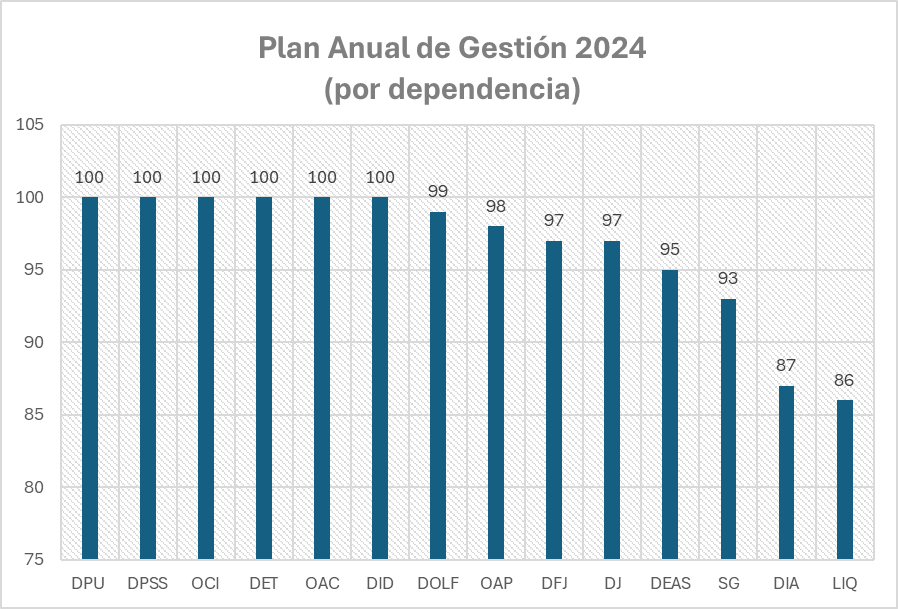 Plan Anual de Gestión 2024
(por dependencia)
105
100
95
90
85
80
75
100 100 100 100 100 100 99 98 97 97 95 93 87 86
DPU DPSS OCI DET OAC DID DOLF OAP DFJ DJ DEAS SG DIA LIQ